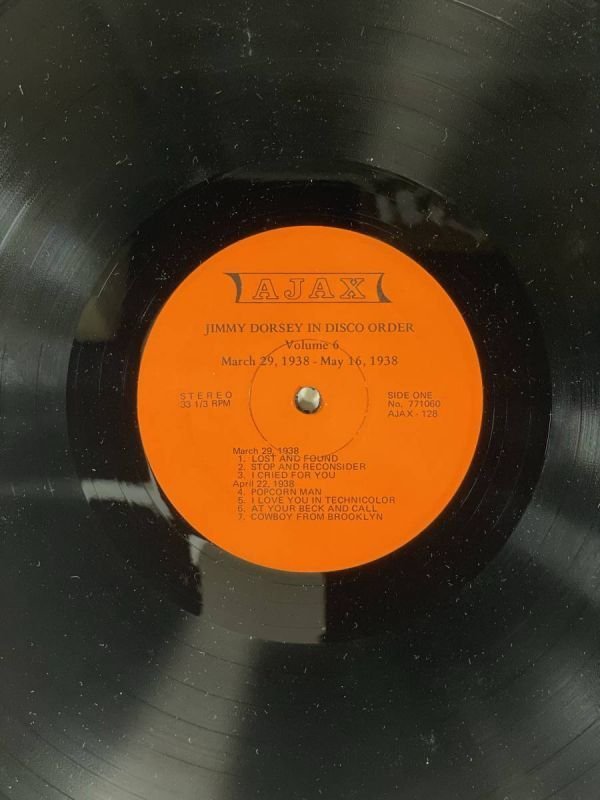 AJAX
JIMMY DORSEY IN DISCO ORDER
Volume 6
March 29, 1938 - May 16, 1938
STEREO
33 1/3 RPM
SIDE ONE
No. 771060
AJAX - 128
March 29, 1938
1. LOST AND FOUND
2. STOP AND RECONSIDER
3. I CRIED FOR YOU
April 22, 1938
4. POPCORN MAN
5. I LOVE YOU IN TECHNICOLOR
6. AT YOUR BECK AND CALL
7. COWBOY FROM BROOKLYN